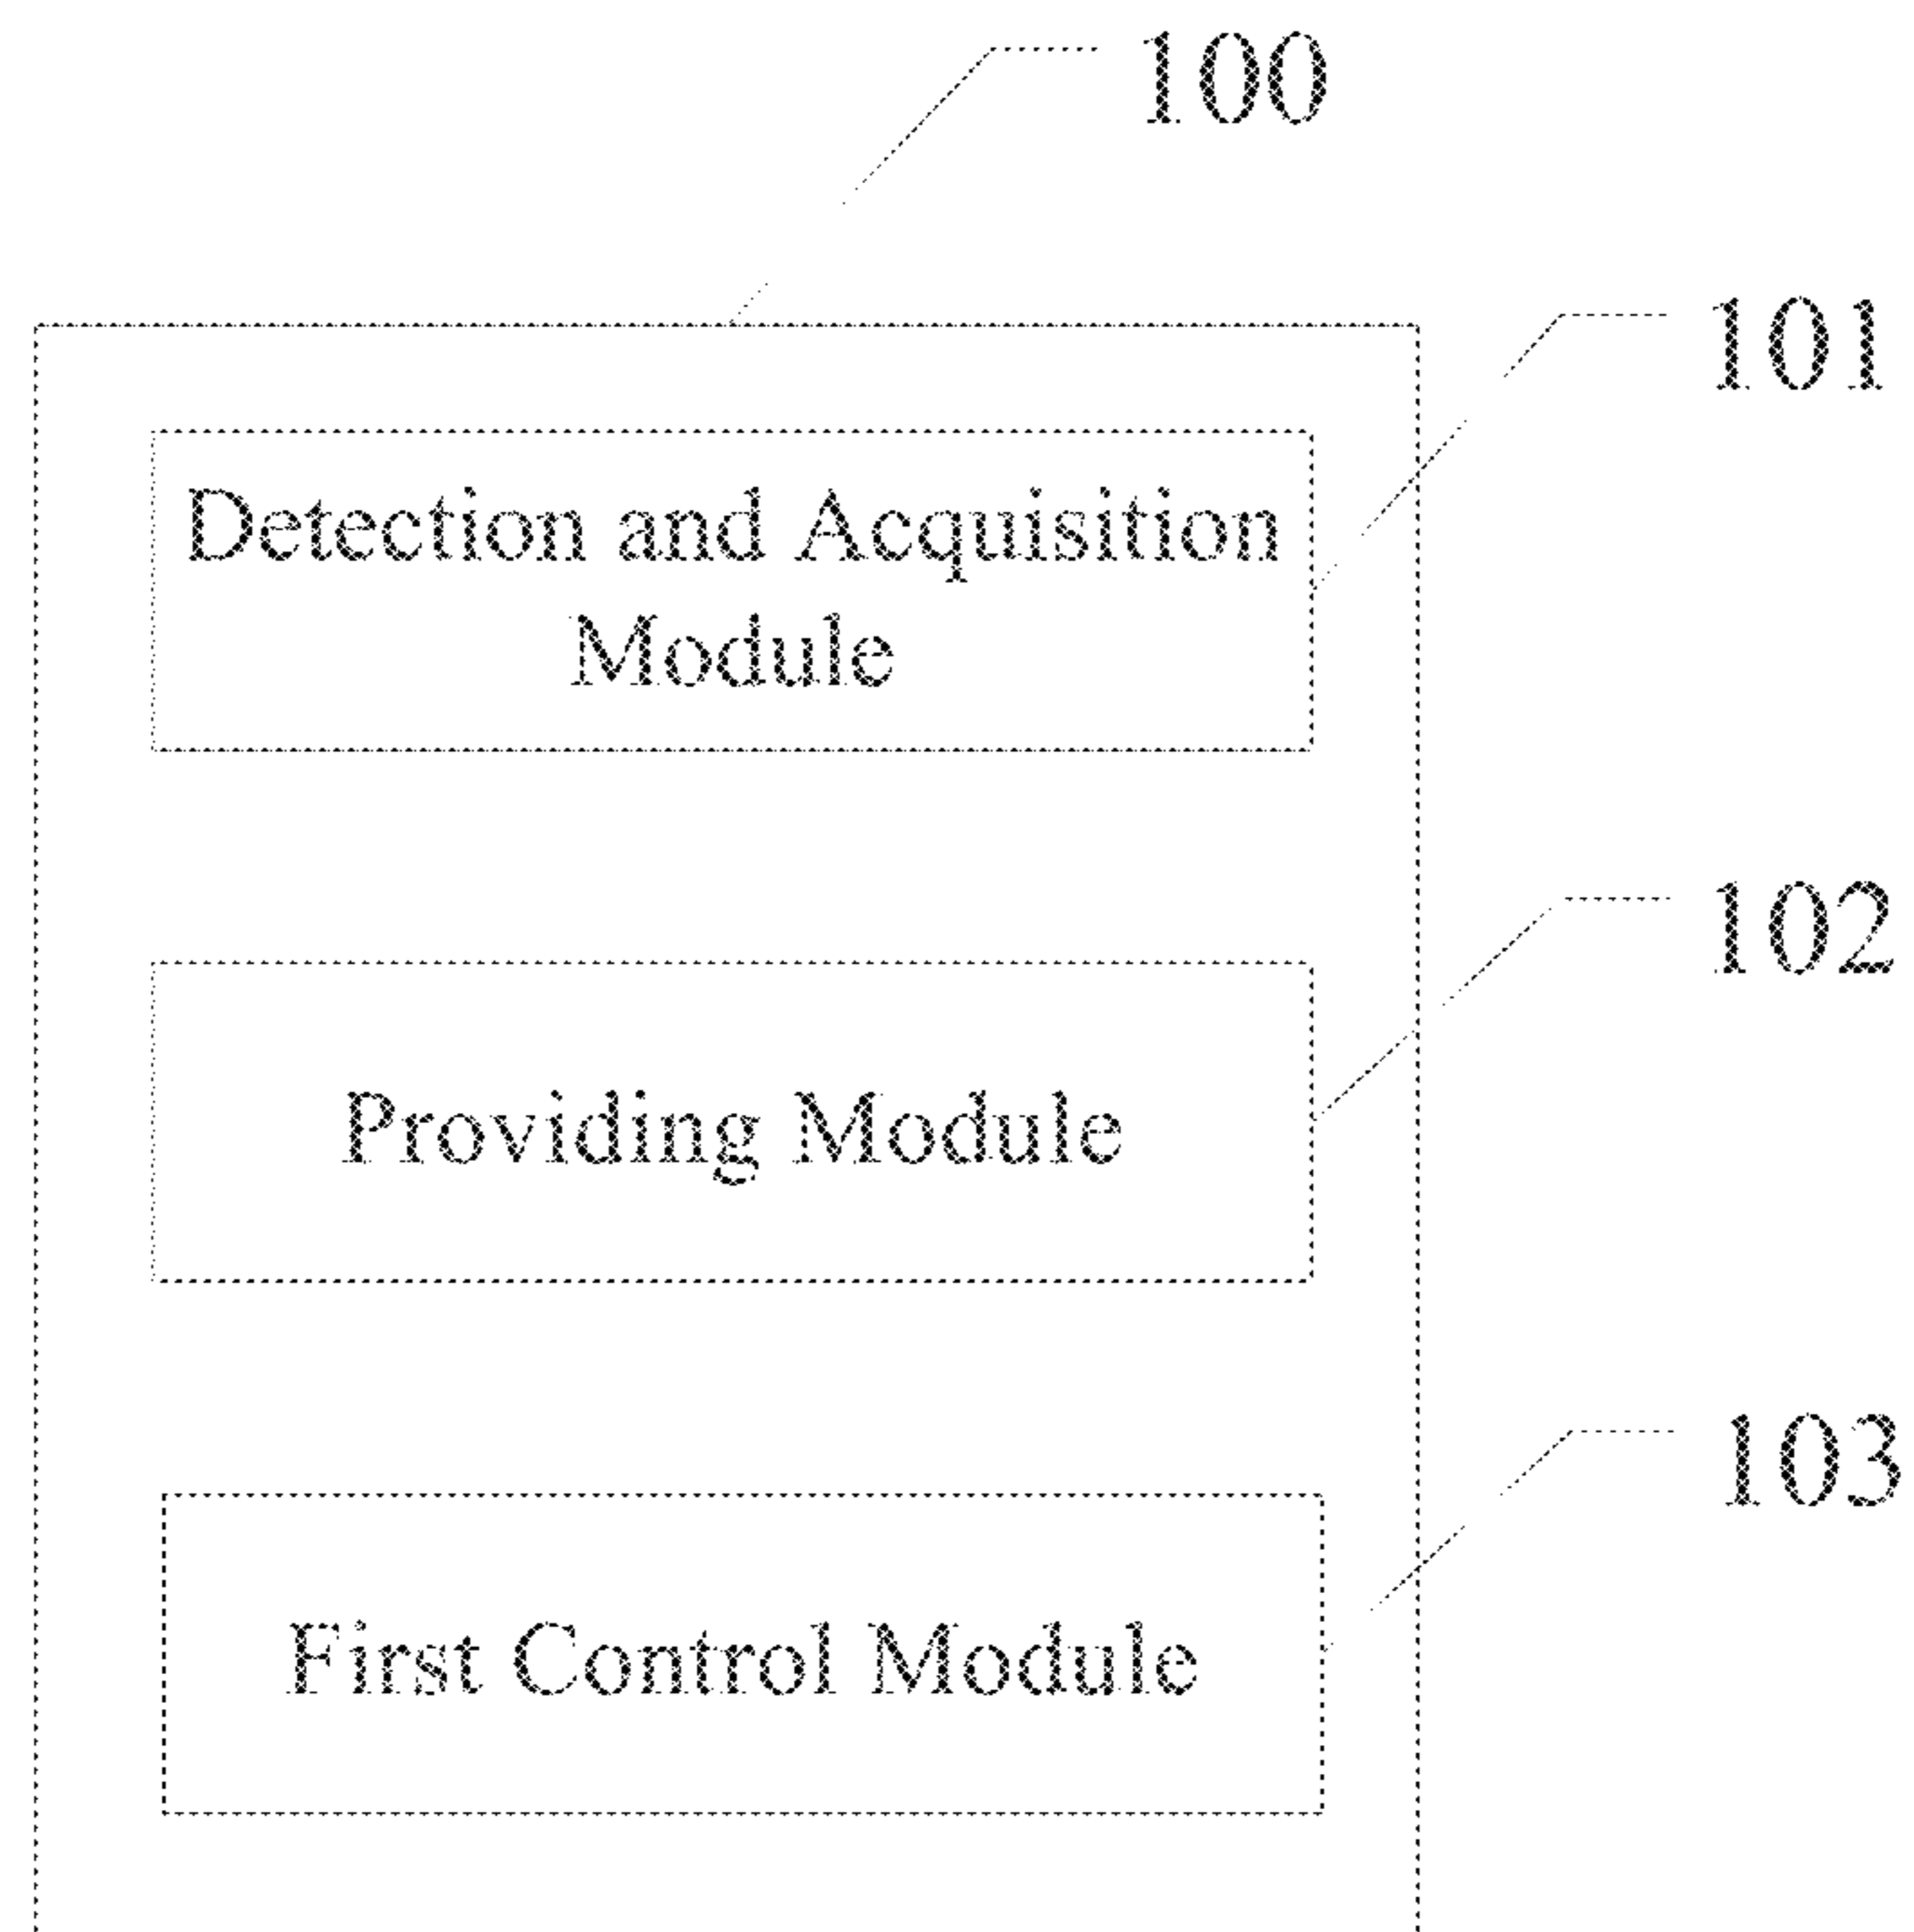 100
101
Detection and Acquisition
Module
102
Providing Module
103
First Control Module